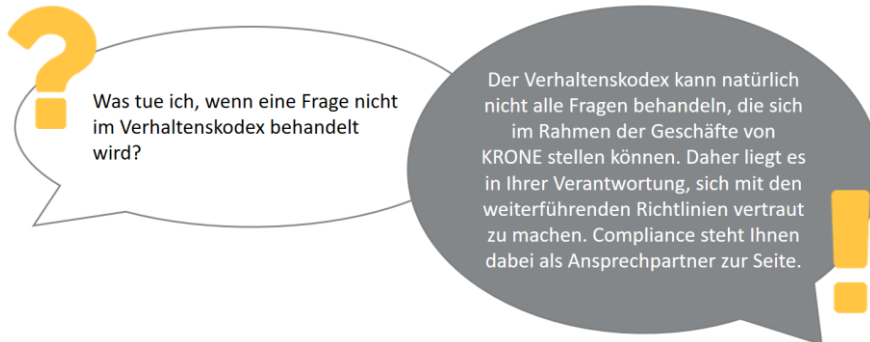 ?
Was tue ich, wenn eine Frage nicht
im Verhaltenskodex behandelt
wird?
Der Verhaltenskodex kann natürlich
nicht alle Fragen behandeln, die sich
im Rahmen der Geschäfte von
KRONE stellen können. Daher liegt es
in Ihrer Verantwortung, sich mit den
weiterführenden Richtlinien vertraut
zu machen. Compliance steht Ihnen
dabei als Ansprechpartner zur Seite.
!